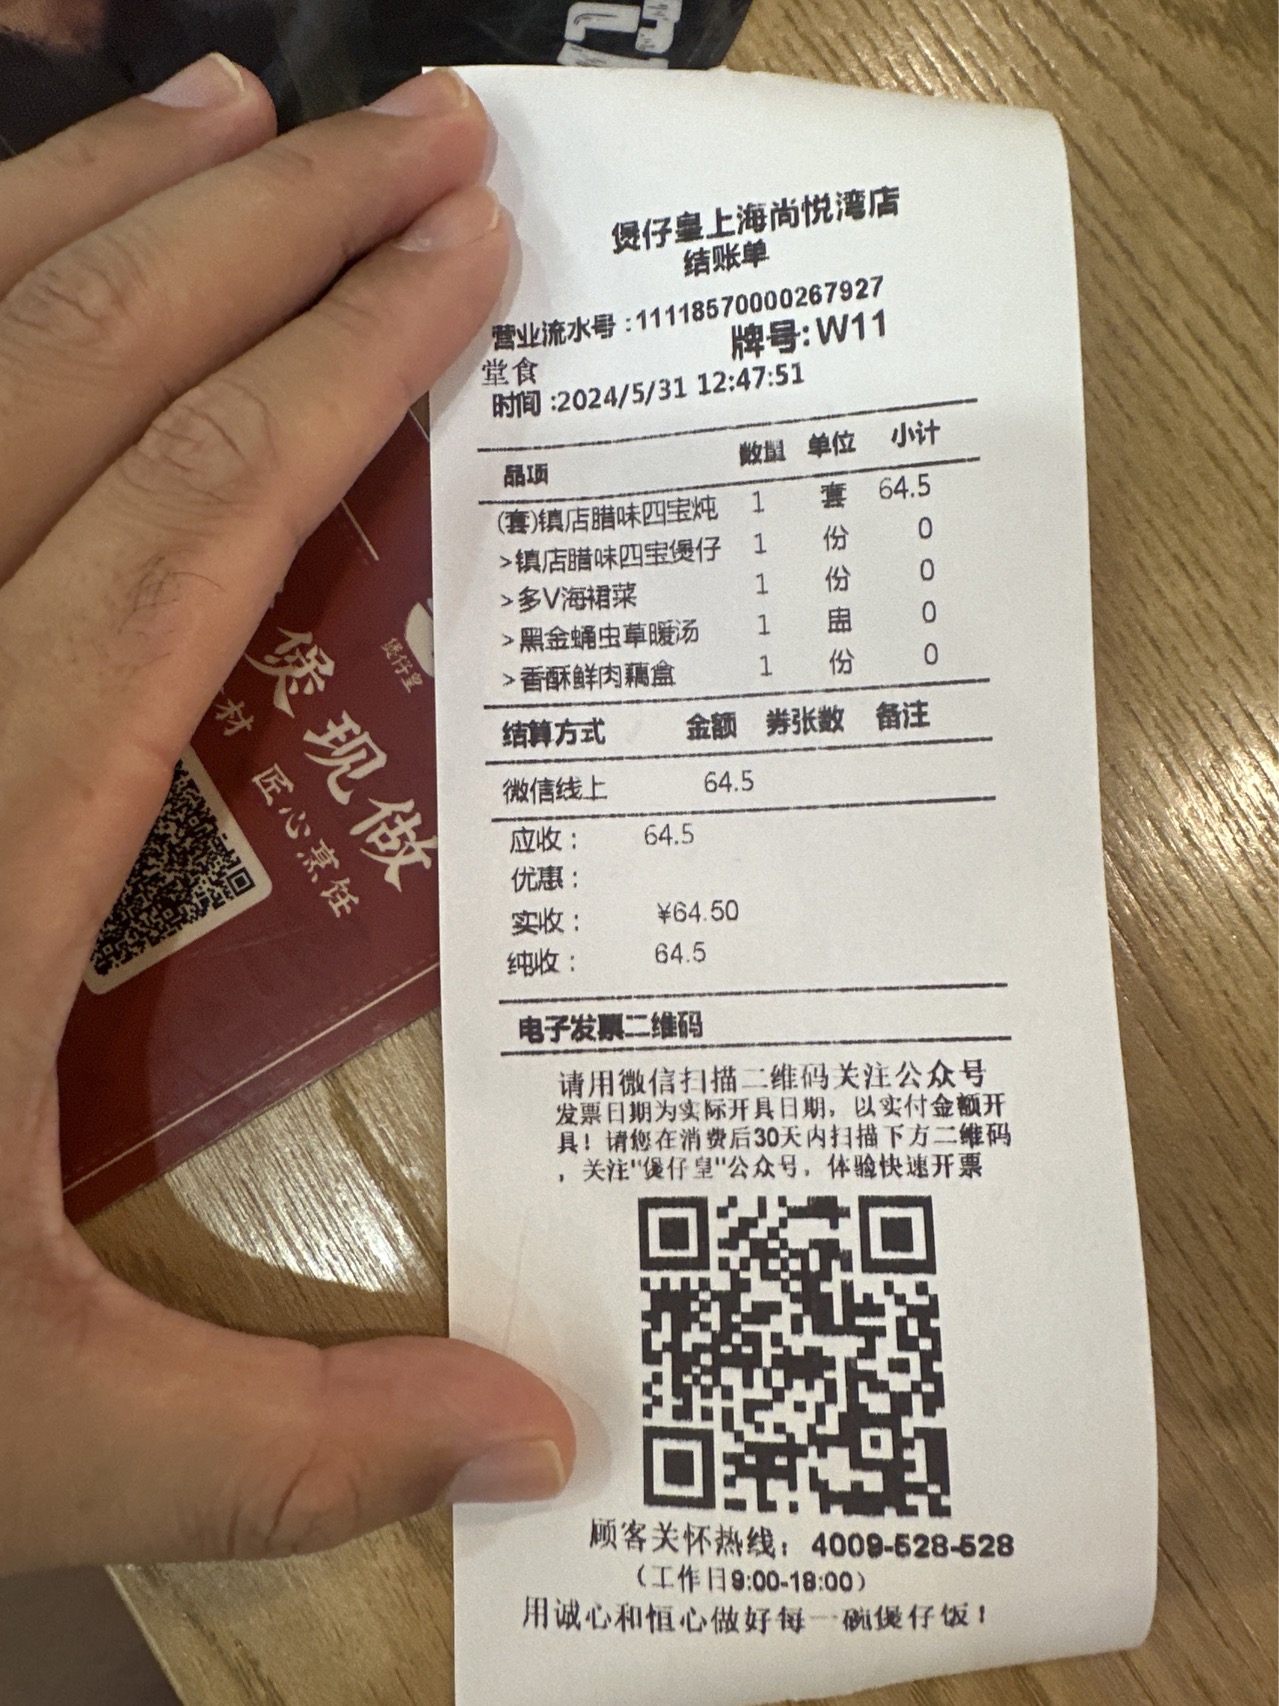 煲仔皇上海尚悦湾店
结账单
营业流水号:11118570000267927
牌号:W11
堂食
时间:2024/5/31 12:47:51
品项 数量 单位 小计
(套)镇店腊味四宝炖 1 套 64.5
>镇店腊味四宝煲仔 1 份 0
>多V海裙菜 1 份 0
>黑金蛹虫草暖汤 1 盅 0
>香酥鲜肉藕盒 1 份 0
结算方式 金额 券张数 备注
微信线上 64.5
应收: 64.5
优惠:
实收: ¥64.50
纯收: 64.5
电子发票二维码
请用微信扫描二维码关注公众号
发票日期为实际开具日期，以实付金额开
具！请您在消费后30天内扫描下方二维码
，关注"煲仔皇"公众号，体验快速开票
顾客关怀热线：4009-528-528
（工作日9:00-18:00）
用诚心和恒心做好每一碗煲仔饭！
煲仔皇
煲现做
材
匠心烹饪